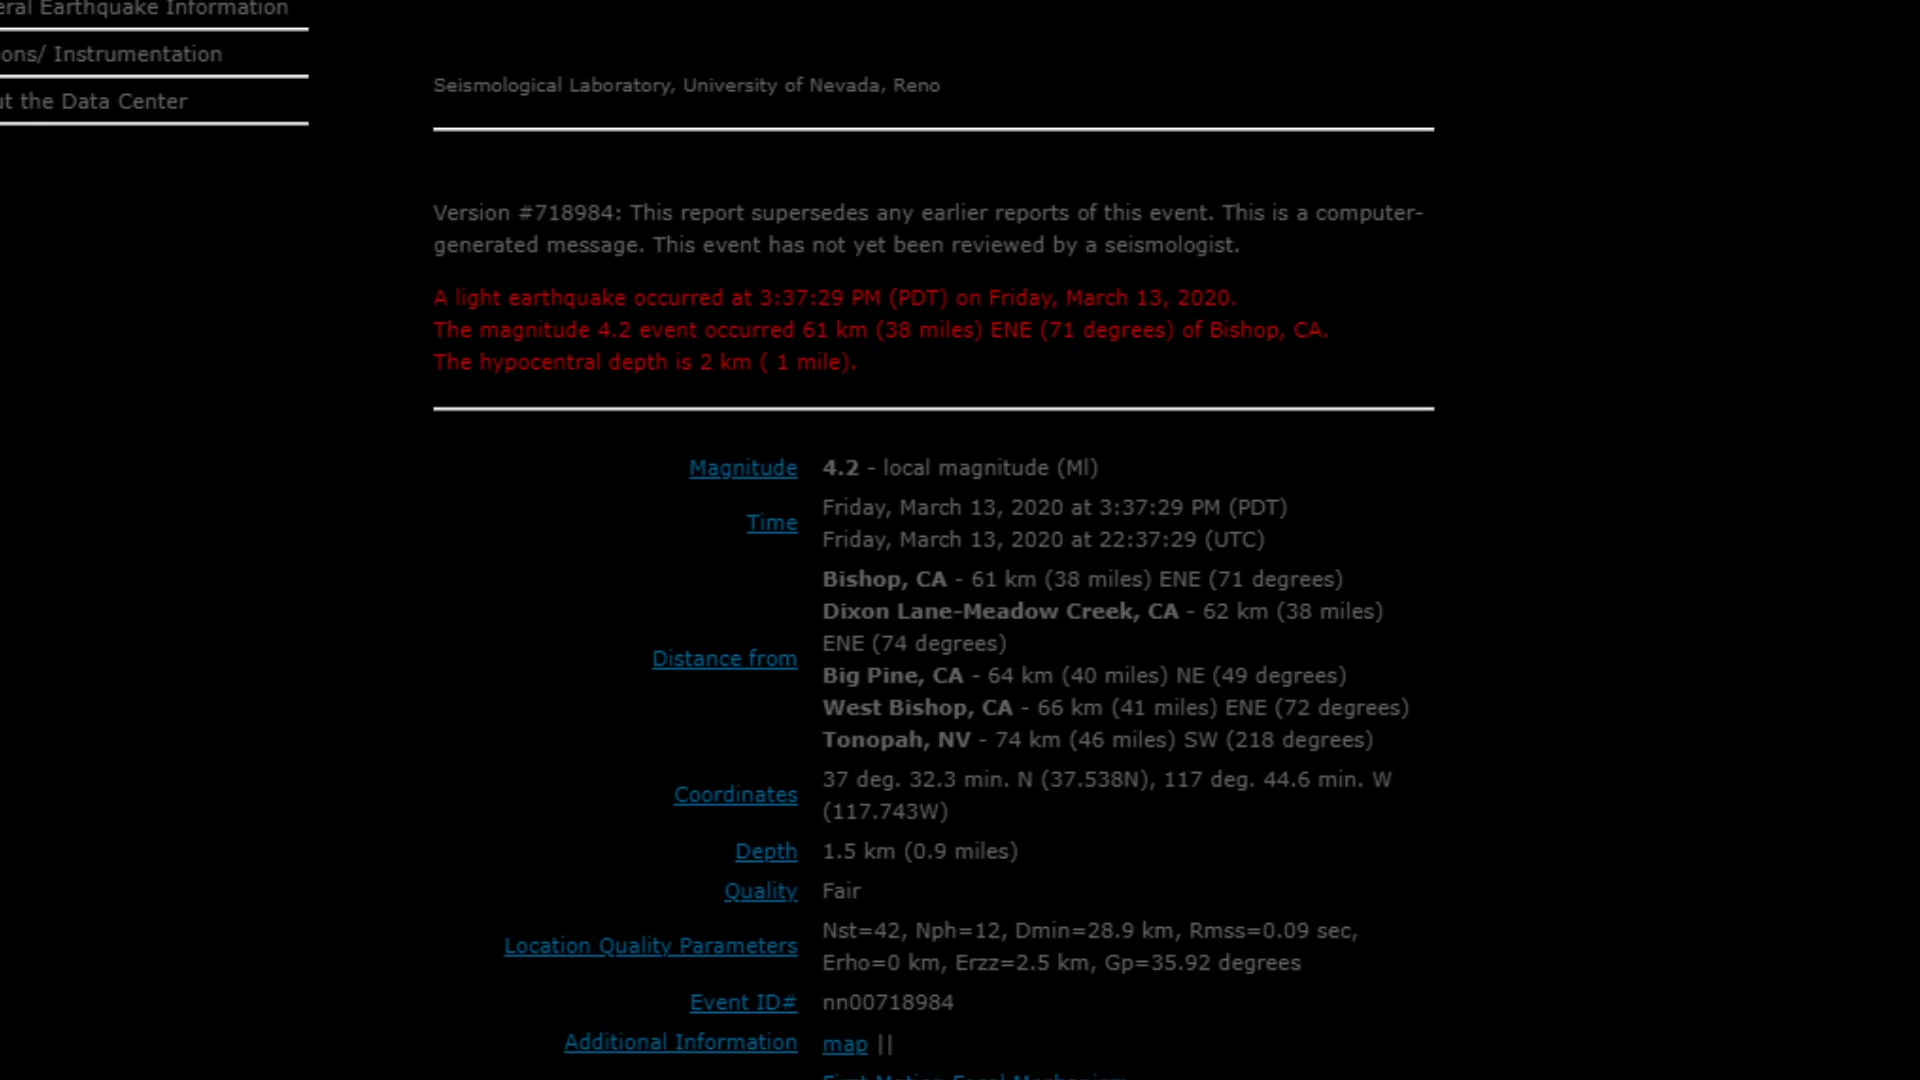 eral Earthquake Information
ons/ Instrumentation
ut the Data Center
Seismological Laboratory, University of Nevada, Reno
Version #718984: This report supersedes any earlier reports of this event. This is a computer-
generated message. This event has not yet been reviewed by a seismologist.
A light earthquake occurred at 3:37:29 PM (PDT) on Friday, March 13, 2020.
The magnitude 4.2 event occurred 61 km (38 miles) ENE (71 degrees) of Bishop, CA.
The hypocentral depth is 2 km ( 1 mile).
Magnitude 4.2 - local magnitude (Ml)
Time
Friday, March 13, 2020 at 3:37:29 PM (PDT)
Friday, March 13, 2020 at 22:37:29 (UTC)
Distance from
Bishop, CA - 61 km (38 miles) ENE (71 degrees)
Dixon Lane-Meadow Creek, CA - 62 km (38 miles)
ENE (74 degrees)
Big Pine, CA - 64 km (40 miles) NE (49 degrees)
West Bishop, CA - 66 km (41 miles) ENE (72 degrees)
Tonopah, NV - 74 km (46 miles) SW (218 degrees)
Coordinates
37 deg. 32.3 min. N (37.538N), 117 deg. 44.6 min. W
(117.743W)
Depth 1.5 km (0.9 miles)
Quality Fair
Location Quality Parameters
Nst=42, Nph=12, Dmin=28.9 km, Rmss=0.09 sec,
Erho=0 km, Erzz=2.5 km, Gp=35.92 degrees
Event ID# nn00718984
Additional Information map ||
First Motion Focal Mechanism